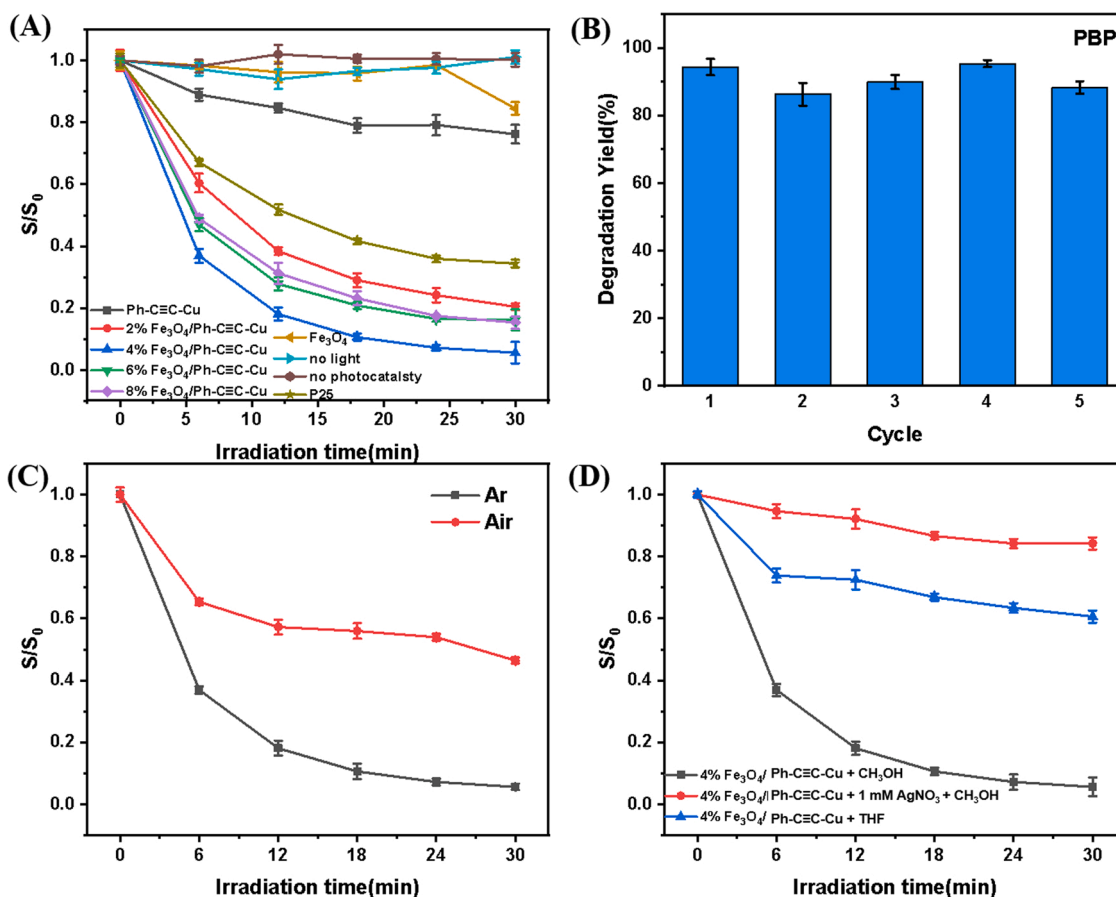 (A)
S/S0
1.0
0.8
0.6
0.4
0.2
0.0
Ph-C≡C-Cu
2% Fe3O4/Ph-C≡C-Cu
4% Fe3O4/Ph-C≡C-Cu
6% Fe3O4/Ph-C≡C-Cu
8% Fe3O4/Ph-C≡C-Cu
Fe3O4
no light
no photocatalsty
P25
0 5 10 15 20 25 30
Irradiation time(min)
(B)
PBP
Degradation Yield(%)
100
80
60
40
20
0
1 2 3 4 5
Cycle
(C)
Ar
Air
S/S0
1.0
0.8
0.6
0.4
0.2
0.0
0 6 12 18 24 30
Irradiation time(min)
(D)
S/S0
1.0
0.8
0.6
0.4
0.2
0.0
4% Fe3O4/ Ph-C≡C-Cu + CH3OH
4% Fe3O4/ Ph-C≡C-Cu + 1 mM AgNO3 + CH3OH
4% Fe3O4/ Ph-C≡C-Cu + THF
0 6 12 18 24 30
Irradiation time(min)